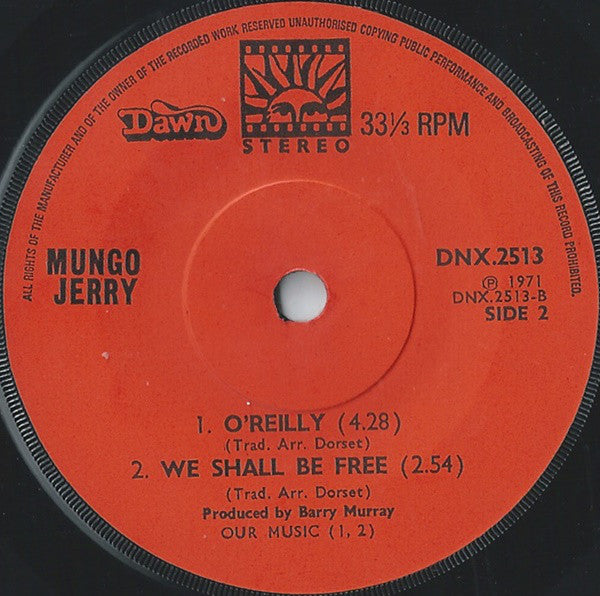 ALL RIGHTS OF THE MANUFACTURER AND OF THE OWNER OF THE RECORDED WORK RESERVED UNAUTHORISED COPYING PUBLIC PERFORMANCE AND BROADCASTING OF THIS RECORD PROHIBITED.
Dawn
STEREO
33⅓ RPM
MUNGO
JERRY
DNX.2513
Ⓟ 1971
DNX.2513-B
SIDE 2
1. O'REILLY (4.28)
(Trad. Arr. Dorset)
2. WE SHALL BE FREE (2.54)
(Trad. Arr. Dorset)
Produced by Barry Murray
OUR MUSIC (1, 2)